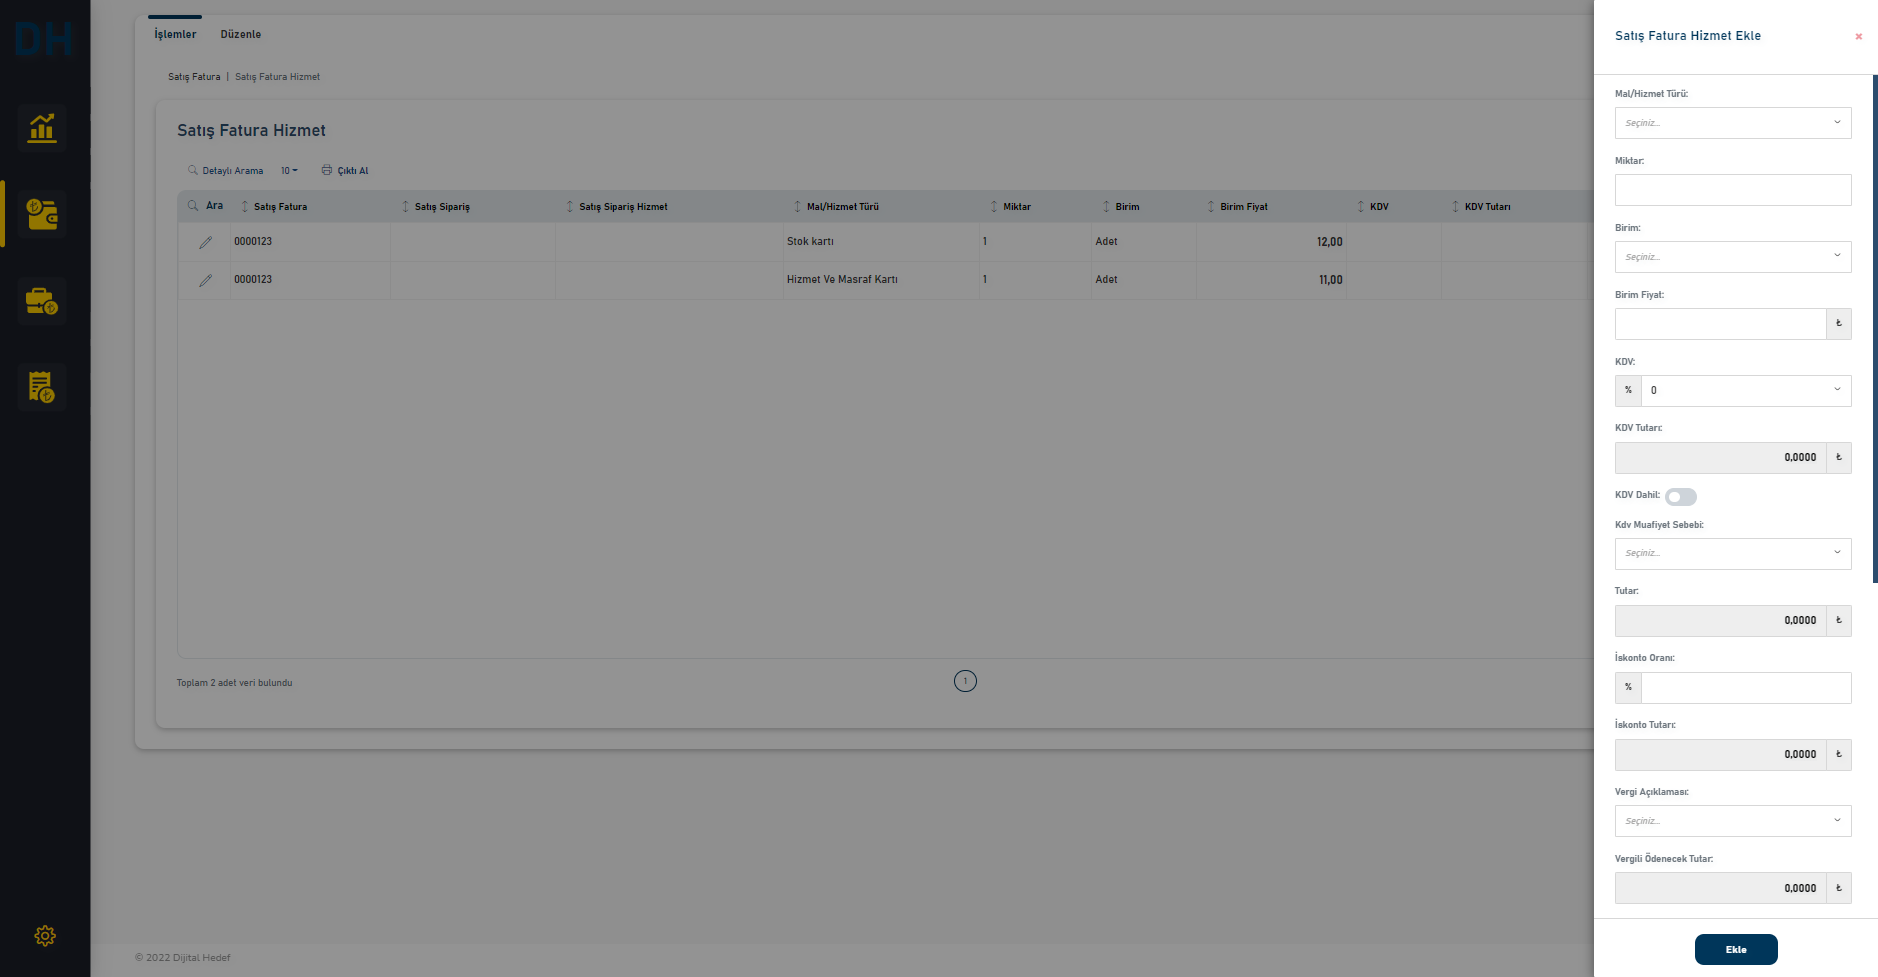 DH
İşlemler Düzenle
Satış Fatura | Satış Fatura Hizmet
Satış Fatura Hizmet
Detaylı Arama 10 Çıktı Al
Ara Satış Fatura Satış Sipariş Satış Sipariş Hizmet Mal/Hizmet Türü Miktar Birim Birim Fiyat KDV KDV Tutarı
0000123 Stok kartı 1 Adet 12,00
0000123 Hizmet Ve Masraf Kartı 1 Adet 11,00
Toplam 2 adet veri bulundu
1
© 2022 Dijital Hedef
Satış Fatura Hizmet Ekle
Mal/Hizmet Türü:
Seçiniz...
Miktar:
Birim:
Seçiniz...
Birim Fiyat:
₺
KDV:
% 0
KDV Tutarı:
0,0000 ₺
KDV Dahil:
Kdv Muafiyet Sebebi:
Seçiniz...
Tutar:
0,0000 ₺
İskonto Oranı:
%
İskonto Tutarı:
0,0000 ₺
Vergi Açıklaması:
Seçiniz...
Vergili Ödenecek Tutar:
0,0000 ₺
Ekle